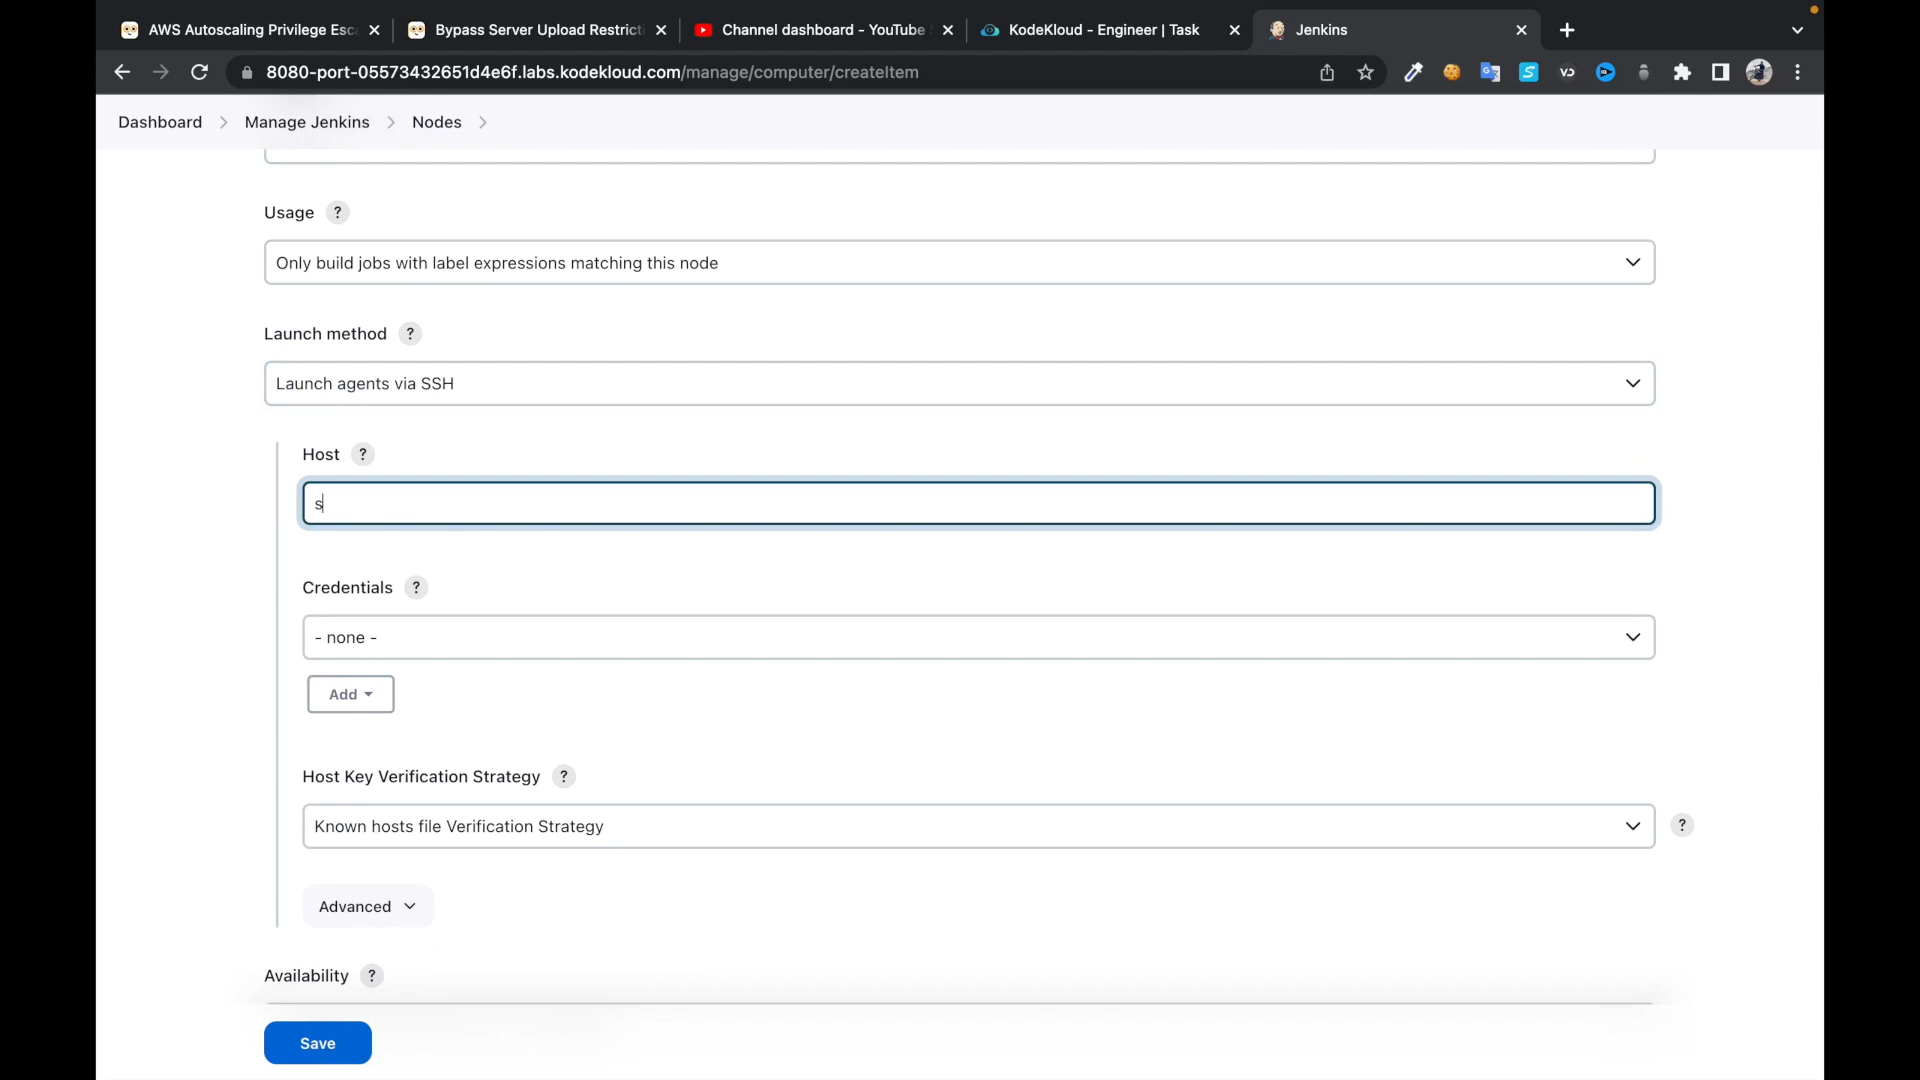 AWS Autoscaling Privilege Esc
Bypass Server Upload Restricti
Channel dashboard - YouTube
KodeKloud - Engineer | Task
Jenkins
8080-port-05573432651d4e6f.labs.kodekloud.com/manage/computer/createItem
Dashboard
Manage Jenkins
Nodes
Usage ?
Only build jobs with label expressions matching this node
Launch method ?
Launch agents via SSH
Host ?
s
Credentials ?
- none -
Add
Host Key Verification Strategy ?
Known hosts file Verification Strategy
?
Advanced
Availability ?
Save